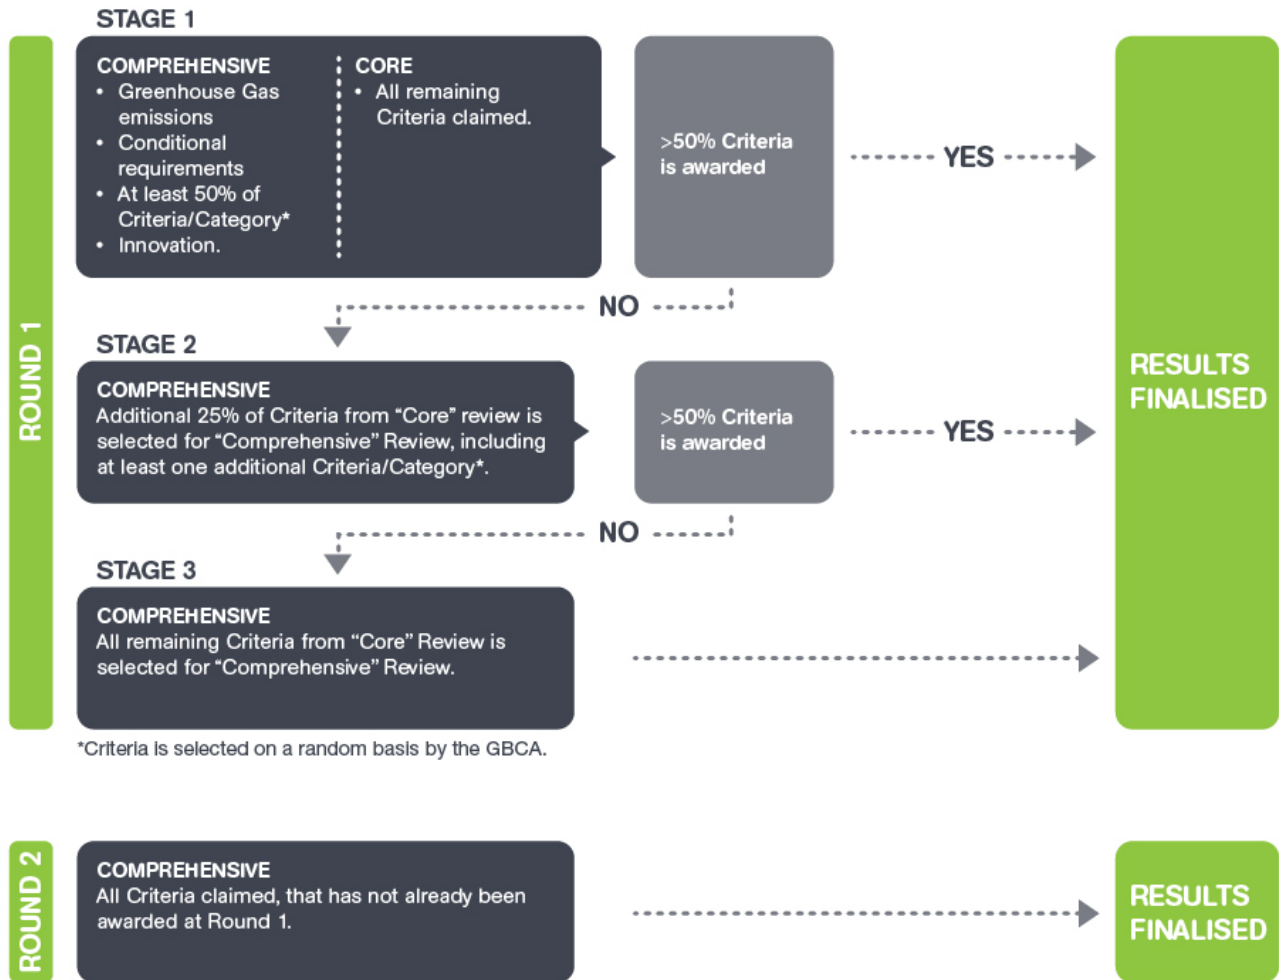 STAGE 1
ROUND 1
COMPREHENSIVE
• Greenhouse Gas
emissions
• Conditional
requirements
• At least 50% of
Criteria/Category*
• Innovation.
CORE
• All remaining
Criteria claimed.
>50% Criteria
is awarded
YES
NO
STAGE 2
COMPREHENSIVE
Additional 25% of Criteria from “Core” review is
selected for “Comprehensive” Review, including
at least one additional Criteria/Category*.
>50% Criteria
is awarded
YES
NO
STAGE 3
COMPREHENSIVE
All remaining Criteria from “Core” Review is
selected for “Comprehensive” Review.
RESULTS
FINALISED
*Criteria is selected on a random basis by the GBCA.
ROUND 2
COMPREHENSIVE
All Criteria claimed, that has not already been
awarded at Round 1.
RESULTS
FINALISED